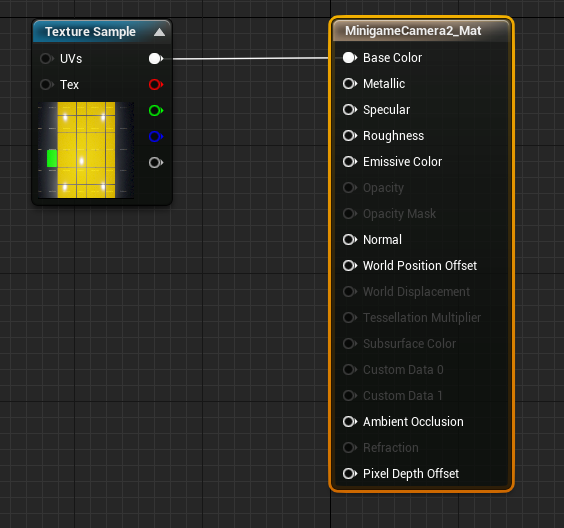 Texture Sample
UVs
Tex
MinigameCamera2_Mat
Base Color
Metallic
Specular
Roughness
Emissive Color
Opacity
Opacity Mask
Normal
World Position Offset
World Displacement
Tessellation Multiplier
Subsurface Color
Custom Data 0
Custom Data 1
Ambient Occlusion
Refraction
Pixel Depth Offset